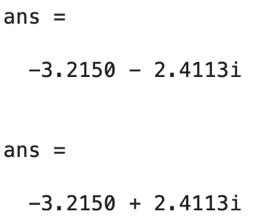 ans =
-3.2150 - 2.4113i
ans =
-3.2150 + 2.4113i